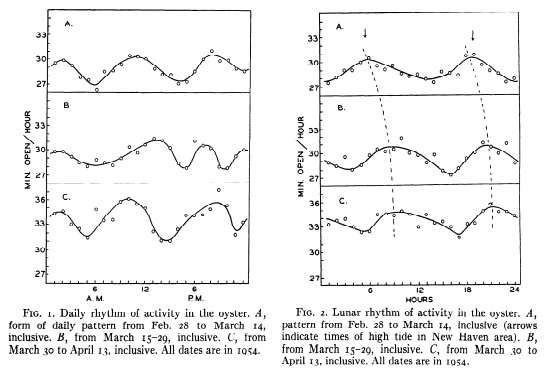 A.
33
30
27
B
33
30
27
C.
36
33
30
27
MIN. OPEN/HOUR
6
12
6
A.M.
P.M.
FIG. 1. Daily rhythm of activity in the oyster. A,
form of daily pattern from Feb. 28 to March 14,
inclusive. B, from March 15-29, inclusive. C, from
March 30 to April 13, inclusive. All dates are in 1954.
A.
33
30
27
B.
33
30
27
C.
36
33
30
27
MIN. OPEN/HOUR
6
12
18
24
HOURS
FIG. 2. Lunar rhythm of activity in the oyster. A,
pattern from Feb. 28 to March 14, inclusive (arrows
indicate times of high tide in New Haven area). B,
from March 15-29, inclusive. C, from March 30 to
April 13, inclusive. All dates are in 1954.